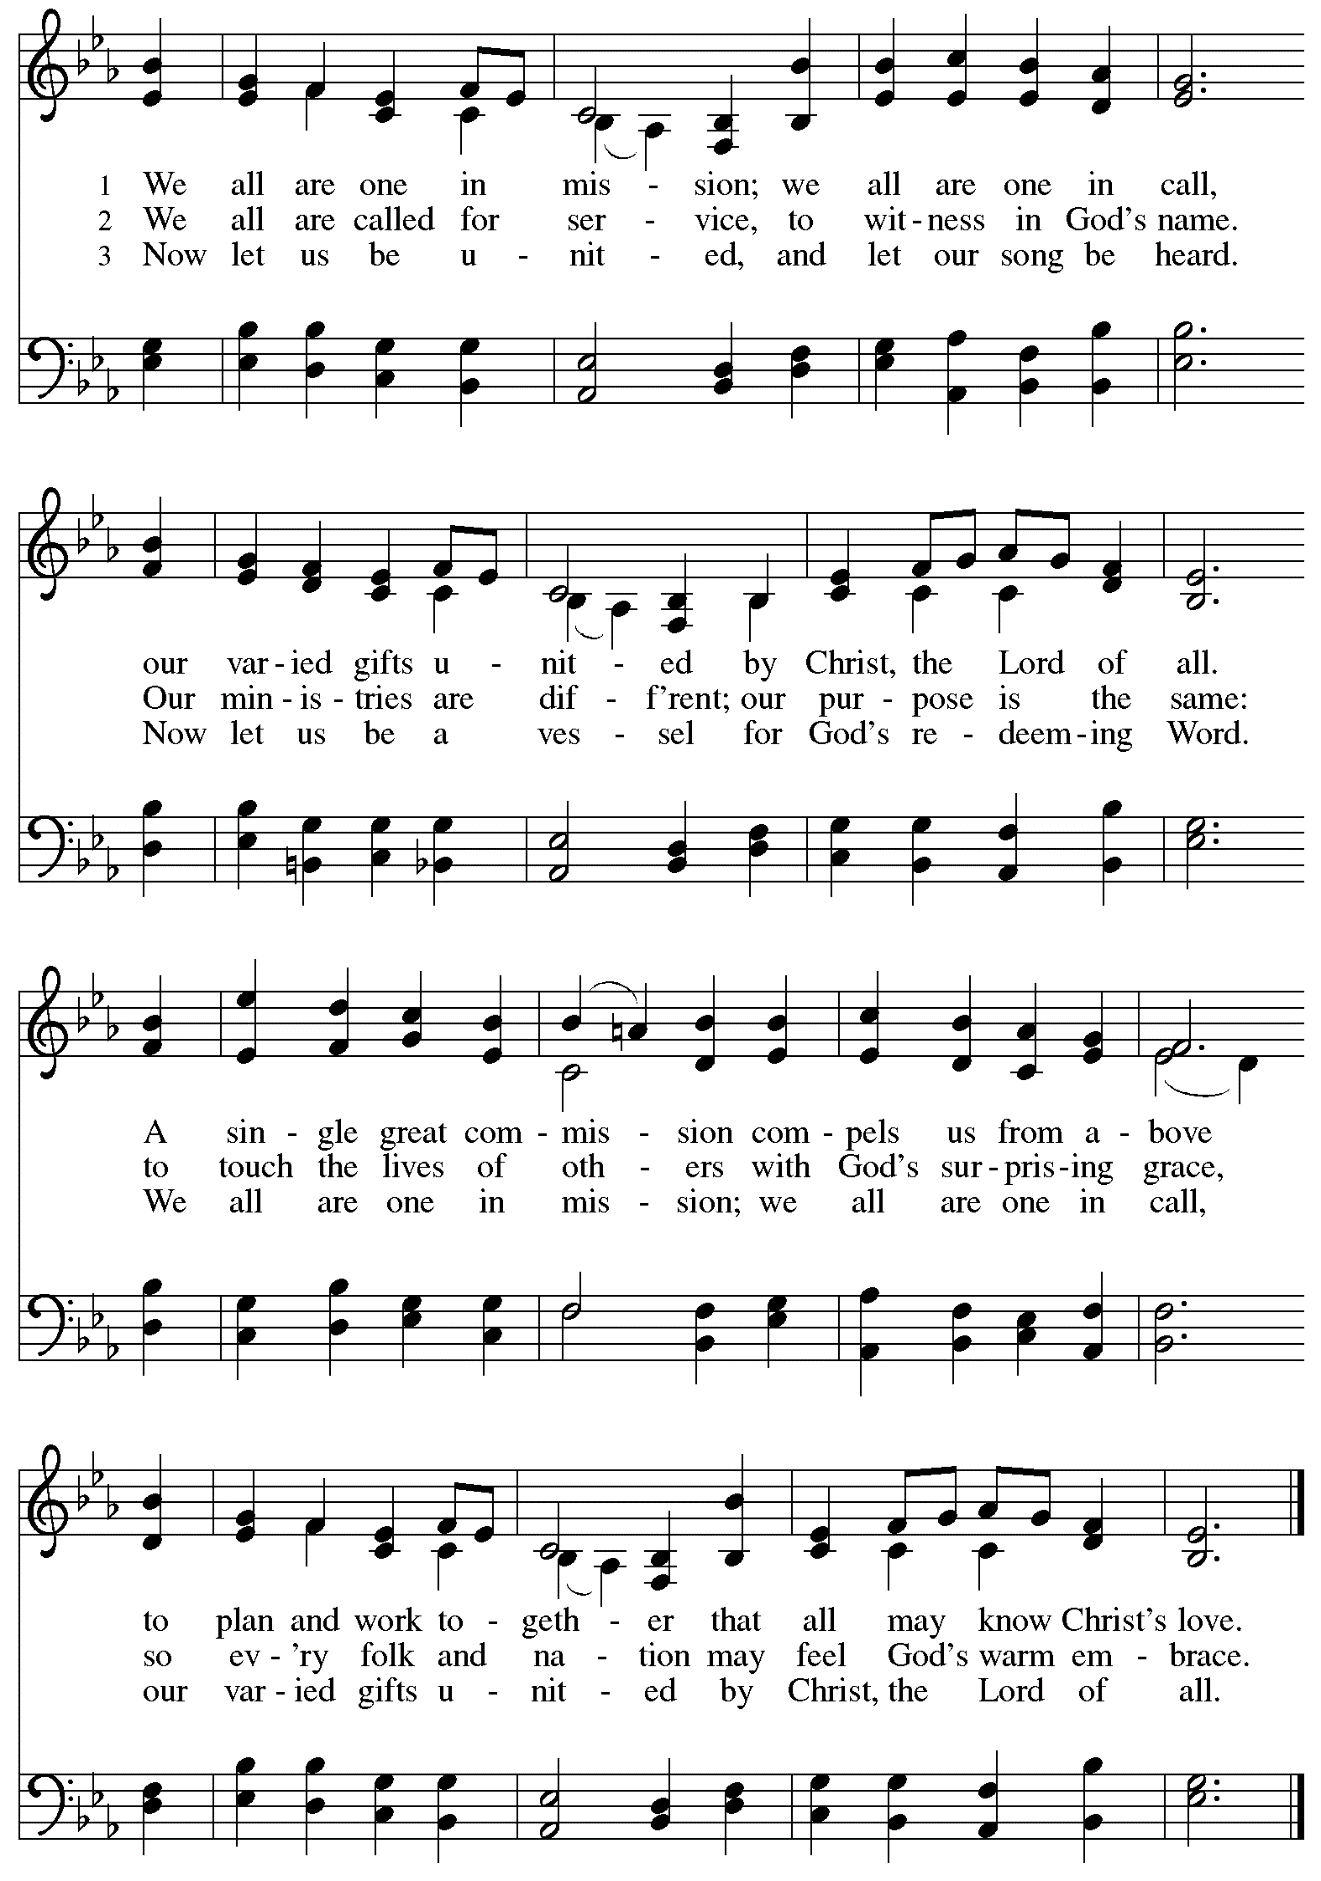 1 We all are one in mis - sion; we all are one in call,
2 We all are called for ser - vice, to wit - ness in God's name.
3 Now let us be u - nit - ed, and let our song be heard.
our var - ied gifts u - nit - ed by Christ, the Lord of all.
Our min - is - tries are dif - f'rent; our pur - pose is the same:
Now let us be a ves - sel for God's re - deem - ing Word.
A sin - gle great com - mis - sion com - pels us from a - bove
to touch the lives of oth - ers with God's sur - pris - ing grace,
We all are one in mis - sion; we all are one in call,
to plan and work to - geth - er that all may know Christ's love.
so ev - 'ry folk and na - tion may feel God's warm em - brace.
our var - ied gifts u - nit - ed by Christ, the Lord of all.